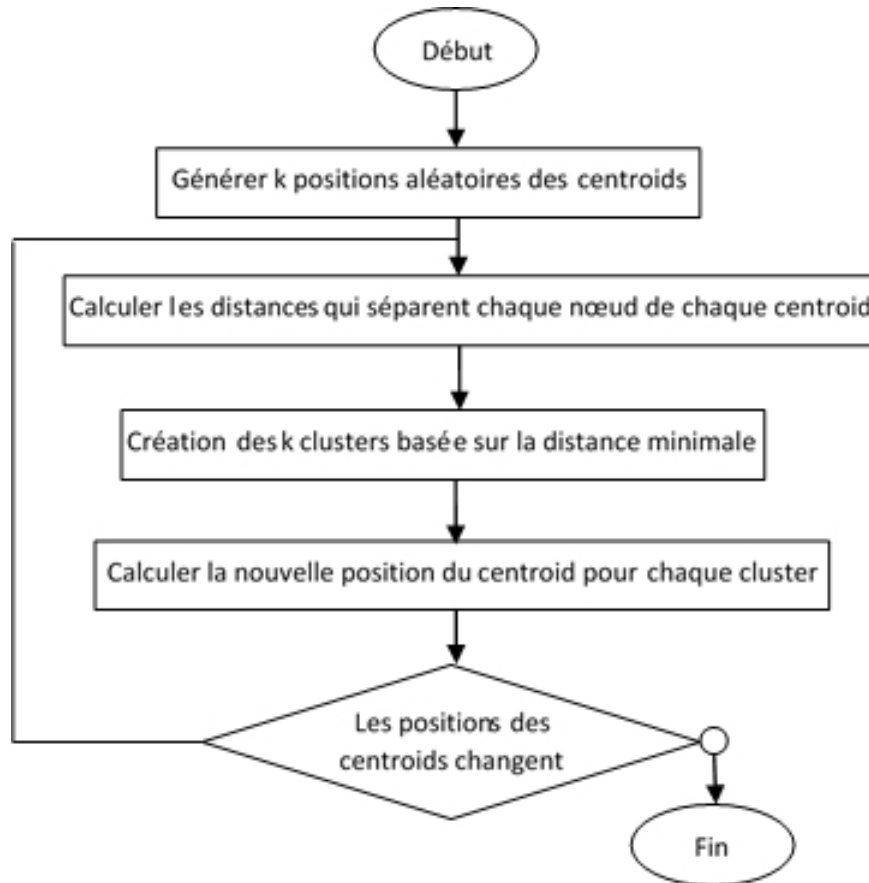 Début
Générer k positions aléatoires des centroids
Calculer les distances qui séparent chaque nœud de chaque centroid
Création des k clusters basée sur la distance minimale
Calculer la nouvelle position du centroid pour chaque cluster
Les positions des
centroids changent
Fin